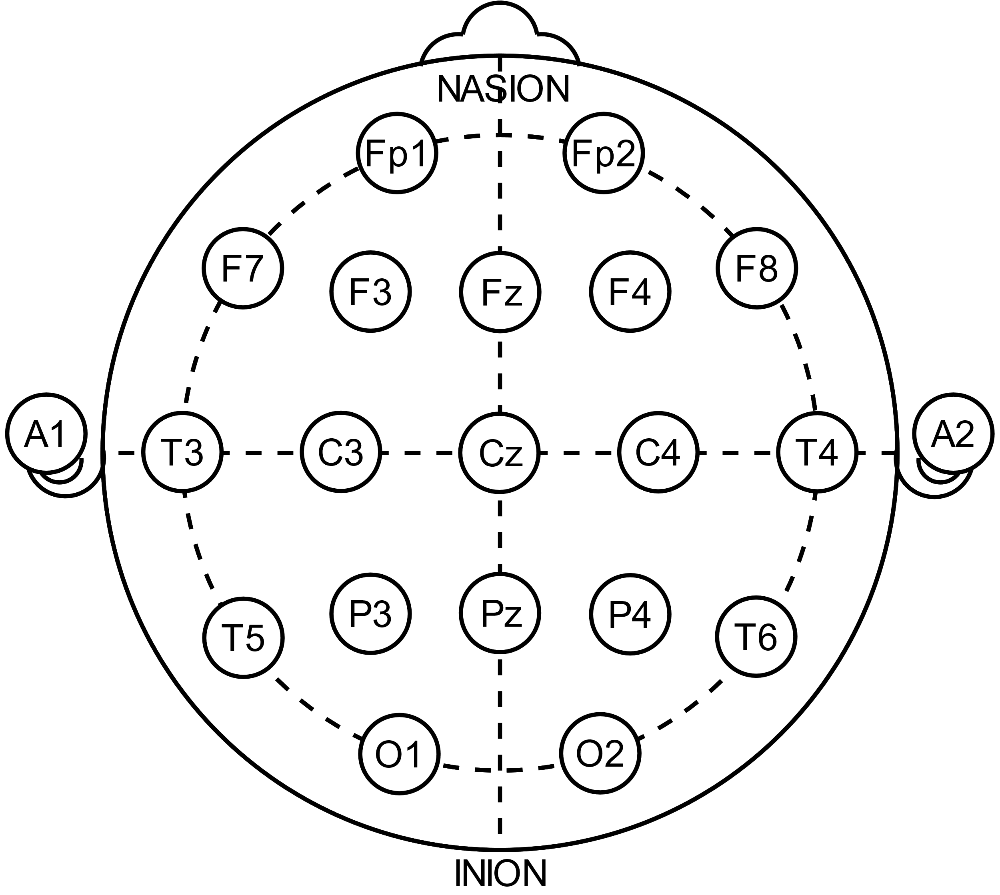 NASION
Fp1 Fp2
F7 F3 Fz F4 F8
A1 T3 C3 Cz C4 T4 A2
T5 P3 Pz P4 T6
O1 O2
INION